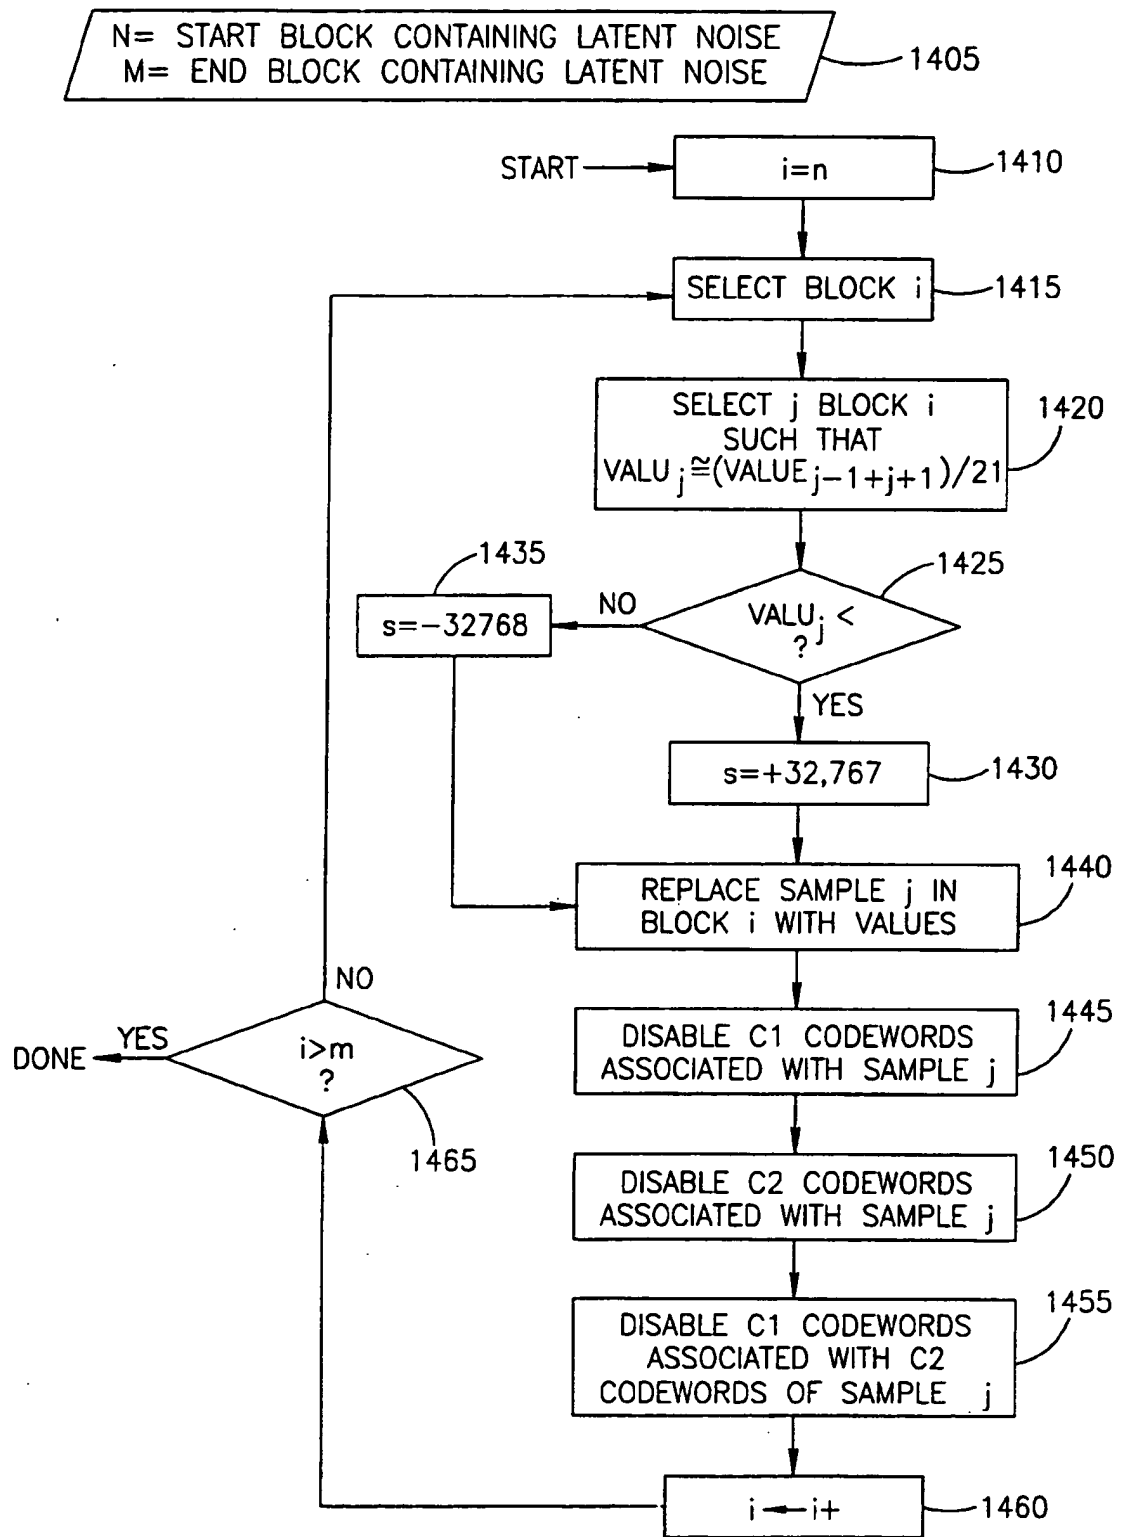 N= START BLOCK CONTAINING LATENT NOISE
M= END BLOCK CONTAINING LATENT NOISE
1405
START
i=n
1410
SELECT BLOCK i
1415
SELECT j BLOCK i
SUCH THAT
VALU j ≅(VALUE j-1+j+1)/21
1420
1435
1425
s=-32768
NO
VALU j <
?
YES
s=+32,767
1430
1440
REPLACE SAMPLE j IN
BLOCK i WITH VALUES
NO
1445
DONE
YES
i>m
?
DISABLE C1 CODEWORDS
ASSOCIATED WITH SAMPLE j
1465
1450
DISABLE C2 CODEWORDS
ASSOCIATED WITH SAMPLE j
1455
DISABLE C1 CODEWORDS
ASSOCIATED WITH C2
CODEWORDS OF SAMPLE j
i ← i+
1460